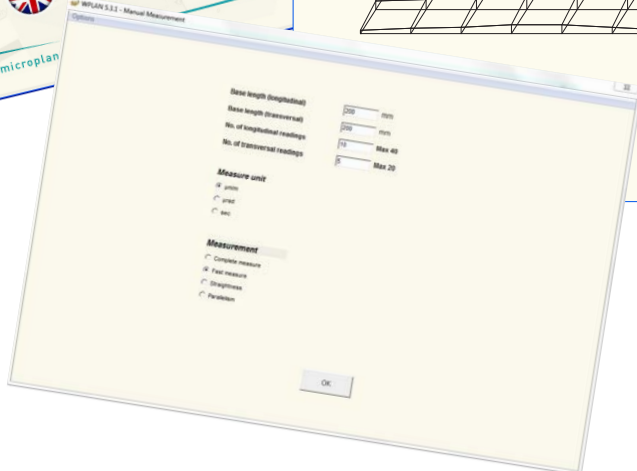 WPLAN 5.3.1 - Manual Measurement
microplan
Options
Base length (longitudinal) 200 mm
Base length (transversal) 200 mm
No. of longitudinal readings 10 Max 40
No. of transversal readings 5 Max 20
Measure unit
µm/m
µrad
sec
Measurement
Complete measure
Fast measure
Straightness
Parallelism
OK